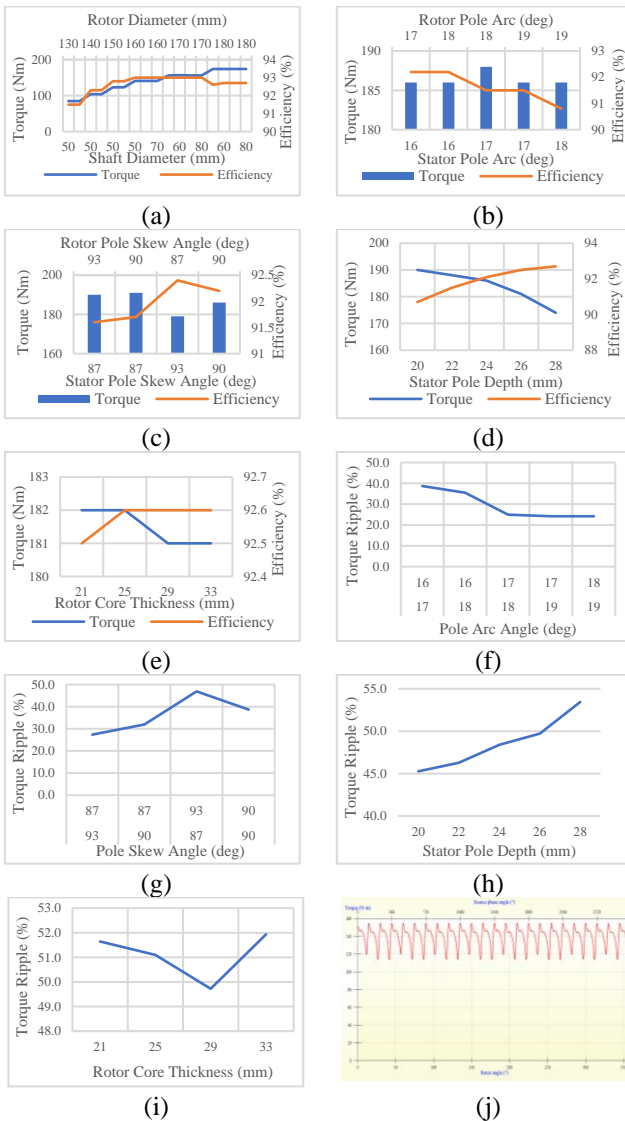 Rotor Diameter (mm)
130 140 150 160 160 170 170 180 180
Torque (Nm)
200
100
0
94
93
92
91
90
Efficiency (%)
50 50 50 50 70 60 80 60 80
Shaft Diameter (mm)
Torque Efficiency
(a)
Rotor Pole Arc (deg)
17 18 18 19 19
Torque (Nm)
190
185
180
93
92
91
90
Efficiency (%)
16 16 17 17 18
Stator Pole Arc (deg)
Torque Efficiency
(b)
Rotor Pole Skew Angle (deg)
93 90 87 90
Torque (Nm)
200
180
160
92.5
92
91.5
91
Efficiency (%)
87 87 93 90
Stator Pole Skew Angle (deg)
Torque Efficiency
(c)
Torque (Nm)
200
190
180
170
160
94
92
90
88
Efficiency (%)
20 22 24 26 28
Stator Pole Depth (mm)
Torque Efficiency
(d)
Torque (Nm)
183
182
181
180
92.7
92.6
92.5
92.4
Efficiency (%)
21 25 29 33
Rotor Core Thickness (mm)
Torque Efficiency
(e)
Torque Ripple (%)
50.0
40.0
30.0
20.0
10.0
0.0
16 16 17 17 18
17 18 18 19 19
Pole Arc Angle (deg)
(f)
Torque Ripple (%)
50.0
40.0
30.0
20.0
10.0
0.0
87 87 93 90
93 90 87 90
Pole Skew Angle (deg)
(g)
Torque Ripple (%)
55.0
50.0
45.0
40.0
20 22 24 26 28
Stator Pole Depth (mm)
(h)
Torque Ripple (%)
53.0
52.0
51.0
50.0
49.0
48.0
21 25 29 33
Rotor Core Thickness (mm)
(i)
(j)